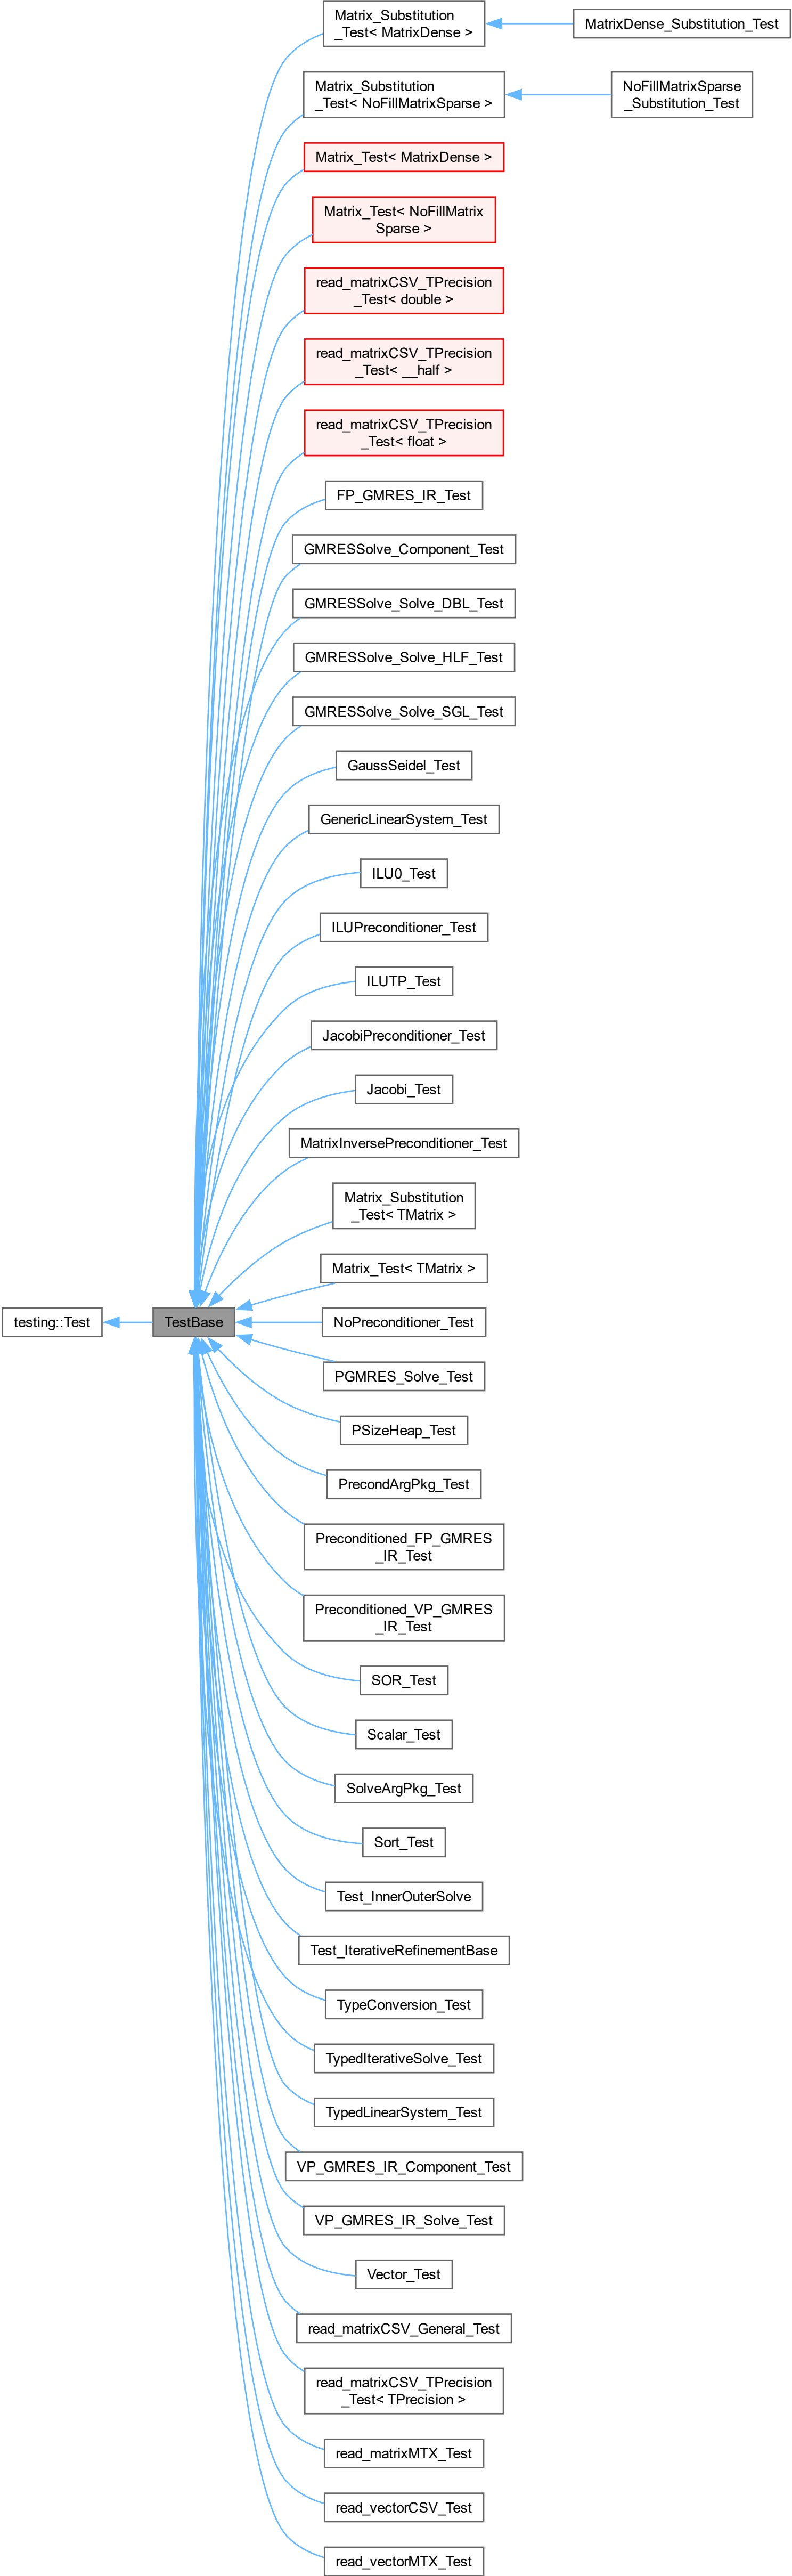 Matrix_Substitution
_Test< MatrixDense >
MatrixDense_Substitution_Test
Matrix_Substitution
_Test< NoFillMatrixSparse >
NoFillMatrixSparse
_Substitution_Test
Matrix_Test< MatrixDense >
Matrix_Test< NoFillMatrix
Sparse >
read_matrixCSV_TPrecision
_Test< double >
read_matrixCSV_TPrecision
_Test< __half >
read_matrixCSV_TPrecision
_Test< float >
FP_GMRES_IR_Test
GMRESSolve_Component_Test
GMRESSolve_Solve_DBL_Test
GMRESSolve_Solve_HLF_Test
GMRESSolve_Solve_SGL_Test
GaussSeidel_Test
GenericLinearSystem_Test
ILU0_Test
ILUPreconditioner_Test
ILUTP_Test
JacobiPreconditioner_Test
Jacobi_Test
MatrixInversePreconditioner_Test
Matrix_Substitution
_Test< TMatrix >
Matrix_Test< TMatrix >
testing::Test
TestBase
NoPreconditioner_Test
PGMRES_Solve_Test
PSizeHeap_Test
PrecondArgPkg_Test
Preconditioned_FP_GMRES
_IR_Test
Preconditioned_VP_GMRES
_IR_Test
SOR_Test
Scalar_Test
SolveArgPkg_Test
Sort_Test
Test_InnerOuterSolve
Test_IterativeRefinementBase
TypeConversion_Test
TypedIterativeSolve_Test
TypedLinearSystem_Test
VP_GMRES_IR_Component_Test
VP_GMRES_IR_Solve_Test
Vector_Test
read_matrixCSV_General_Test
read_matrixCSV_TPrecision
_Test< TPrecision >
read_matrixMTX_Test
read_vectorCSV_Test
read_vectorMTX_Test